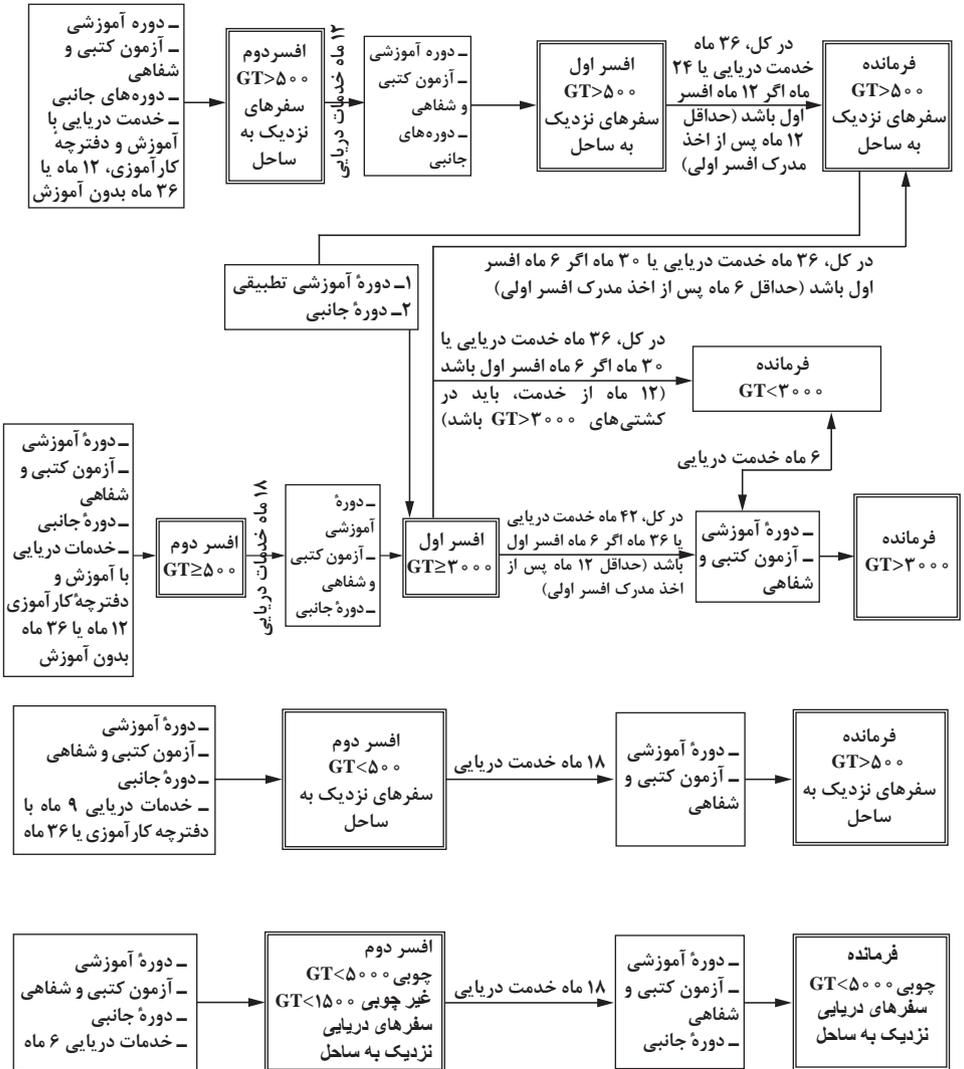 ـ دوره آموزشی
ـ آزمون کتبی و
شفاهی
ـ دوره‌های جانبی
ـ خدمت دریایی با
آموزش و دفترچهٔ
کارآموزی، ۱۲ ماه یا
۳۶ ماه بدون آموزش
افسر دوم
GT>۵۰۰
سفرهای
نزدیک به
ساحل
۱۲ ماه خدمات دریایی
ـ دوره آموزشی
ـ آزمون کتبی
و شفاهی
ـ دوره‌های
جانبی
افسر اول
GT>۵۰۰
سفرهای نزدیک
به ساحل
در کل، ۳۶ ماه
خدمت دریایی یا ۲۴
ماه اگر ۱۲ ماه افسر
اول باشد (حداقل
۱۲ ماه پس از اخذ
مدرک افسر اولی)
فرمانده
GT>۵۰۰
سفرهای نزدیک
به ساحل
در کل، ۳۶ ماه خدمت دریایی یا ۳۰ ماه اگر ۶ ماه افسر
اول باشد (حداقل ۶ ماه پس از اخذ مدرک افسر اولی)
۱ـ دورهٔ آموزشی تطبیقی
۲ـ دورهٔ جانبی
در کل، ۳۶ ماه خدمت دریایی یا
۳۰ ماه اگر ۶ ماه افسر اول باشد
(۱۲ ماه از خدمت، باید در
کشتی‌های GT>۳۰۰۰ باشد)
فرمانده
GT<۳۰۰۰
۶ ماه خدمت دریایی
ـ دورهٔ آموزشی
ـ آزمون کتبی و
شفاهی
ـ دورهٔ جانبی
ـ خدمات دریایی
با آموزش و
دفترچهٔ کارآموزی
۱۲ ماه یا ۳۶ ماه
بدون آموزش
افسر دوم
GT≥۵۰۰
۱۸ ماه خدمات دریایی
ـ دورهٔ
آموزشی
ـ آزمون کتبی
و شفاهی
ـ دورهٔ جانبی
افسر اول
GT≥۳۰۰۰
در کل، ۴۲ ماه خدمت دریایی
یا ۳۶ ماه اگر ۶ ماه افسر اول
باشد (حداقل ۱۲ ماه پس از
اخذ مدرک افسر اولی)
ـ دورهٔ آموزشی
ـ آزمون کتبی و
شفاهی
فرمانده
GT>۳۰۰۰
ـ دورهٔ آموزشی
ـ آزمون کتبی و شفاهی
ـ دورهٔ جانبی
ـ خدمات دریایی ۹ ماه با
دفترچه کارآموزی یا ۳۶ ماه
افسر دوم
GT<۵۰۰
سفرهای نزدیک به
ساحل
۱۸ ماه خدمت دریایی
ـ دورهٔ آموزشی
ـ آزمون کتبی و
شفاهی
فرمانده
GT>۵۰۰
سفرهای نزدیک به
ساحل
ـ دورهٔ آموزشی
ـ آزمون کتبی و شفاهی
ـ دورهٔ جانبی
ـ خدمات دریایی ۶ ماه
افسر دوم
چوبی GT<۵۰۰۰
غیر چوبی GT<۱۵۰۰
سفرهای دریایی
نزدیک به ساحل
۱۸ ماه خدمت دریایی
ـ دورهٔ آموزشی
ـ آزمون کتبی و
شفاهی
ـ دورهٔ جانبی
فرمانده
چوبی GT<۵۰۰۰
سفرهای دریایی
نزدیک به ساحل